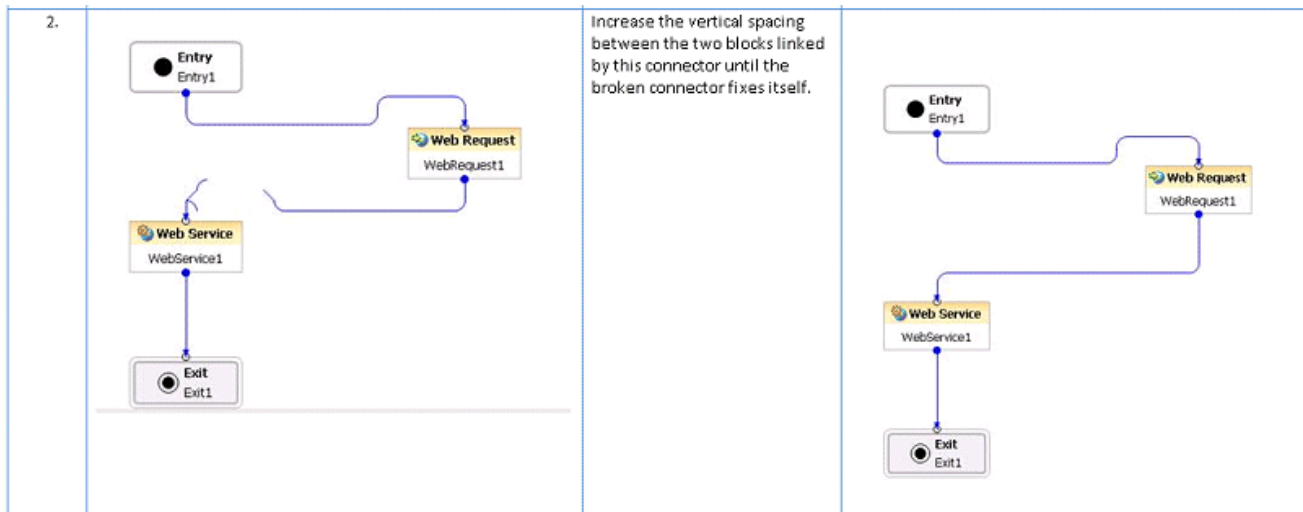 2.
Entry
Entry1
Web Request
WebRequest1
Web Service
WebService1
Exit
Exit1
Increase the vertical spacing
between the two blocks linked
by this connector until the
broken connector fixes itself.
Entry
Entry1
Web Request
WebRequest1
Web Service
WebService1
Exit
Exit1